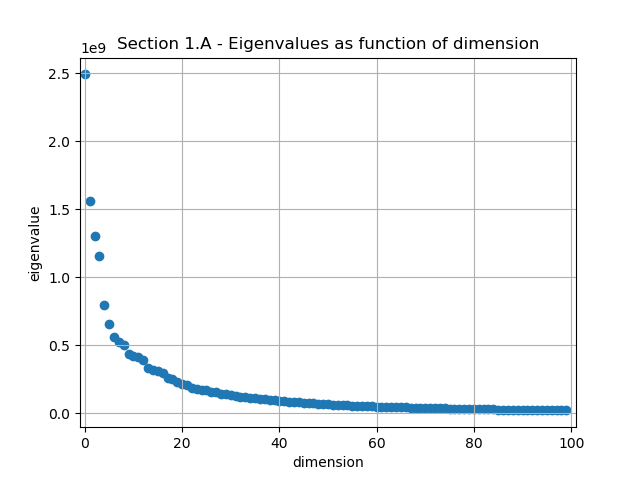 Section 1.A - Eigenvalues as function of dimension
1e9
2.5
2.0
1.5
1.0
0.5
0.0
eigenvalue
0 20 40 60 80 100
dimension